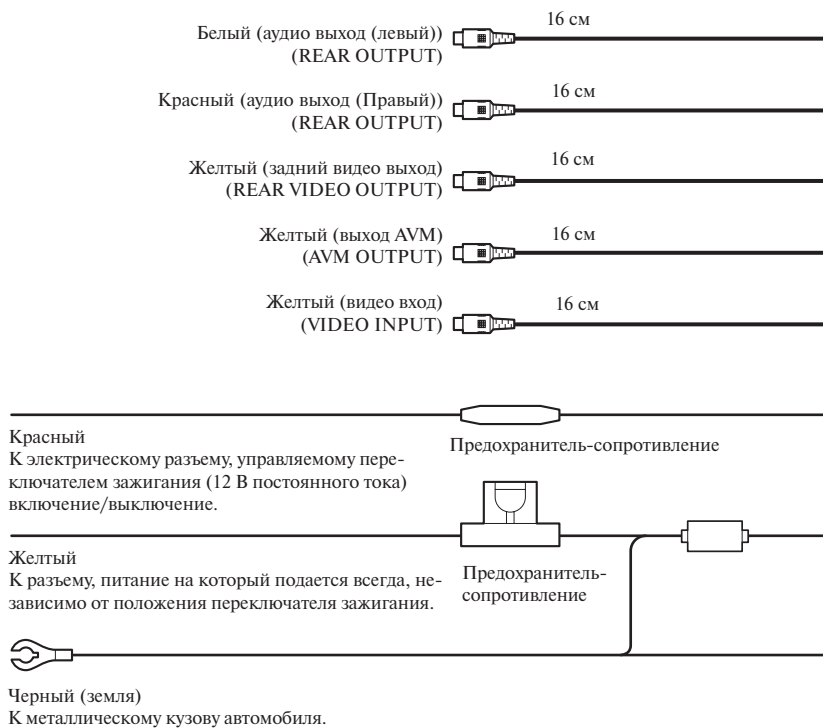 16 см
Белый (аудио выход (левый))
(REAR OUTPUT)
16 см
Красный (аудио выход (Правый))
(REAR OUTPUT)
16 см
Желтый (задний видео выход)
(REAR VIDEO OUTPUT)
16 см
Желтый (выход AVM)
(AVM OUTPUT)
16 см
Желтый (видео вход)
(VIDEO INPUT)
Красный
К электрическому разъему, управляемому пере-
ключателем зажигания (12 В постоянного тока)
включение/выключение.
Предохранитель-сопротивление
Желтый
К разъему, питание на который подается всегда, не-
зависимо от положения переключателя зажигания.
Предохранитель-
сопротивление
Черный (земля)
К металлическому кузову автомобиля.